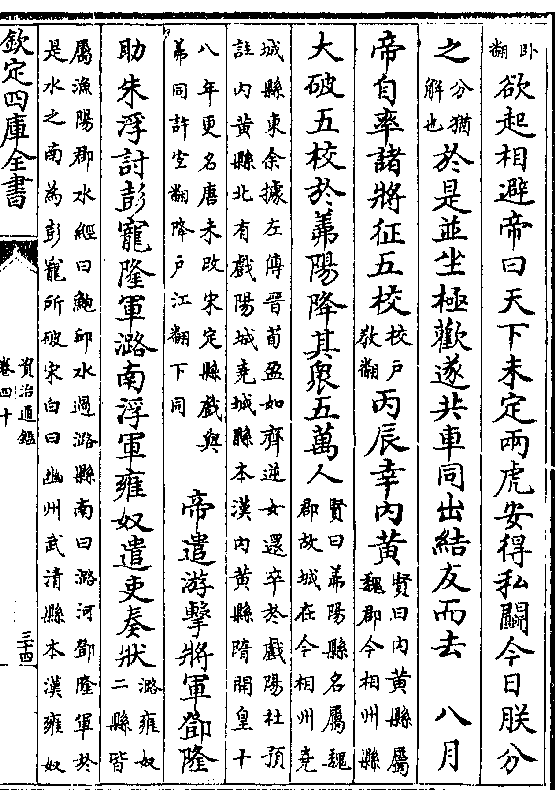 卧翻欲起相避帝曰天下未定兩虎安得私鬭今日朕分
之分猶解也於是並坐極歡遂共車同出結友而去　八月
帝自率諸將征五校校户教翻丙辰幸内黄賢曰内黄縣屬魏郡今相州縣
大破五校於羛陽降其衆五萬人賢曰羛陽縣名屬魏郡故城在今相州堯
城縣東余據左傳晉荀盈如齊逆女還卒於戲陽社預註内黄縣北有戲陽城堯城縣本漢内黄縣隋開皇十
八年更名唐未改宋定縣戲與羛同許宜翻降户江翻下同　帝遣游擊將軍鄧隆
助朱浮討彭寵隆軍潞南浮軍雍奴遣吏奏狀潞雍奴二縣皆
屬漁陽郡水經曰鮑邱水過潞縣南曰潞河鄧隆軍於是水之南為彭寵所破宋白曰幽州武清縣本漢雍奴
欽定四庫全書
資治通鑑
卷四十
三十四